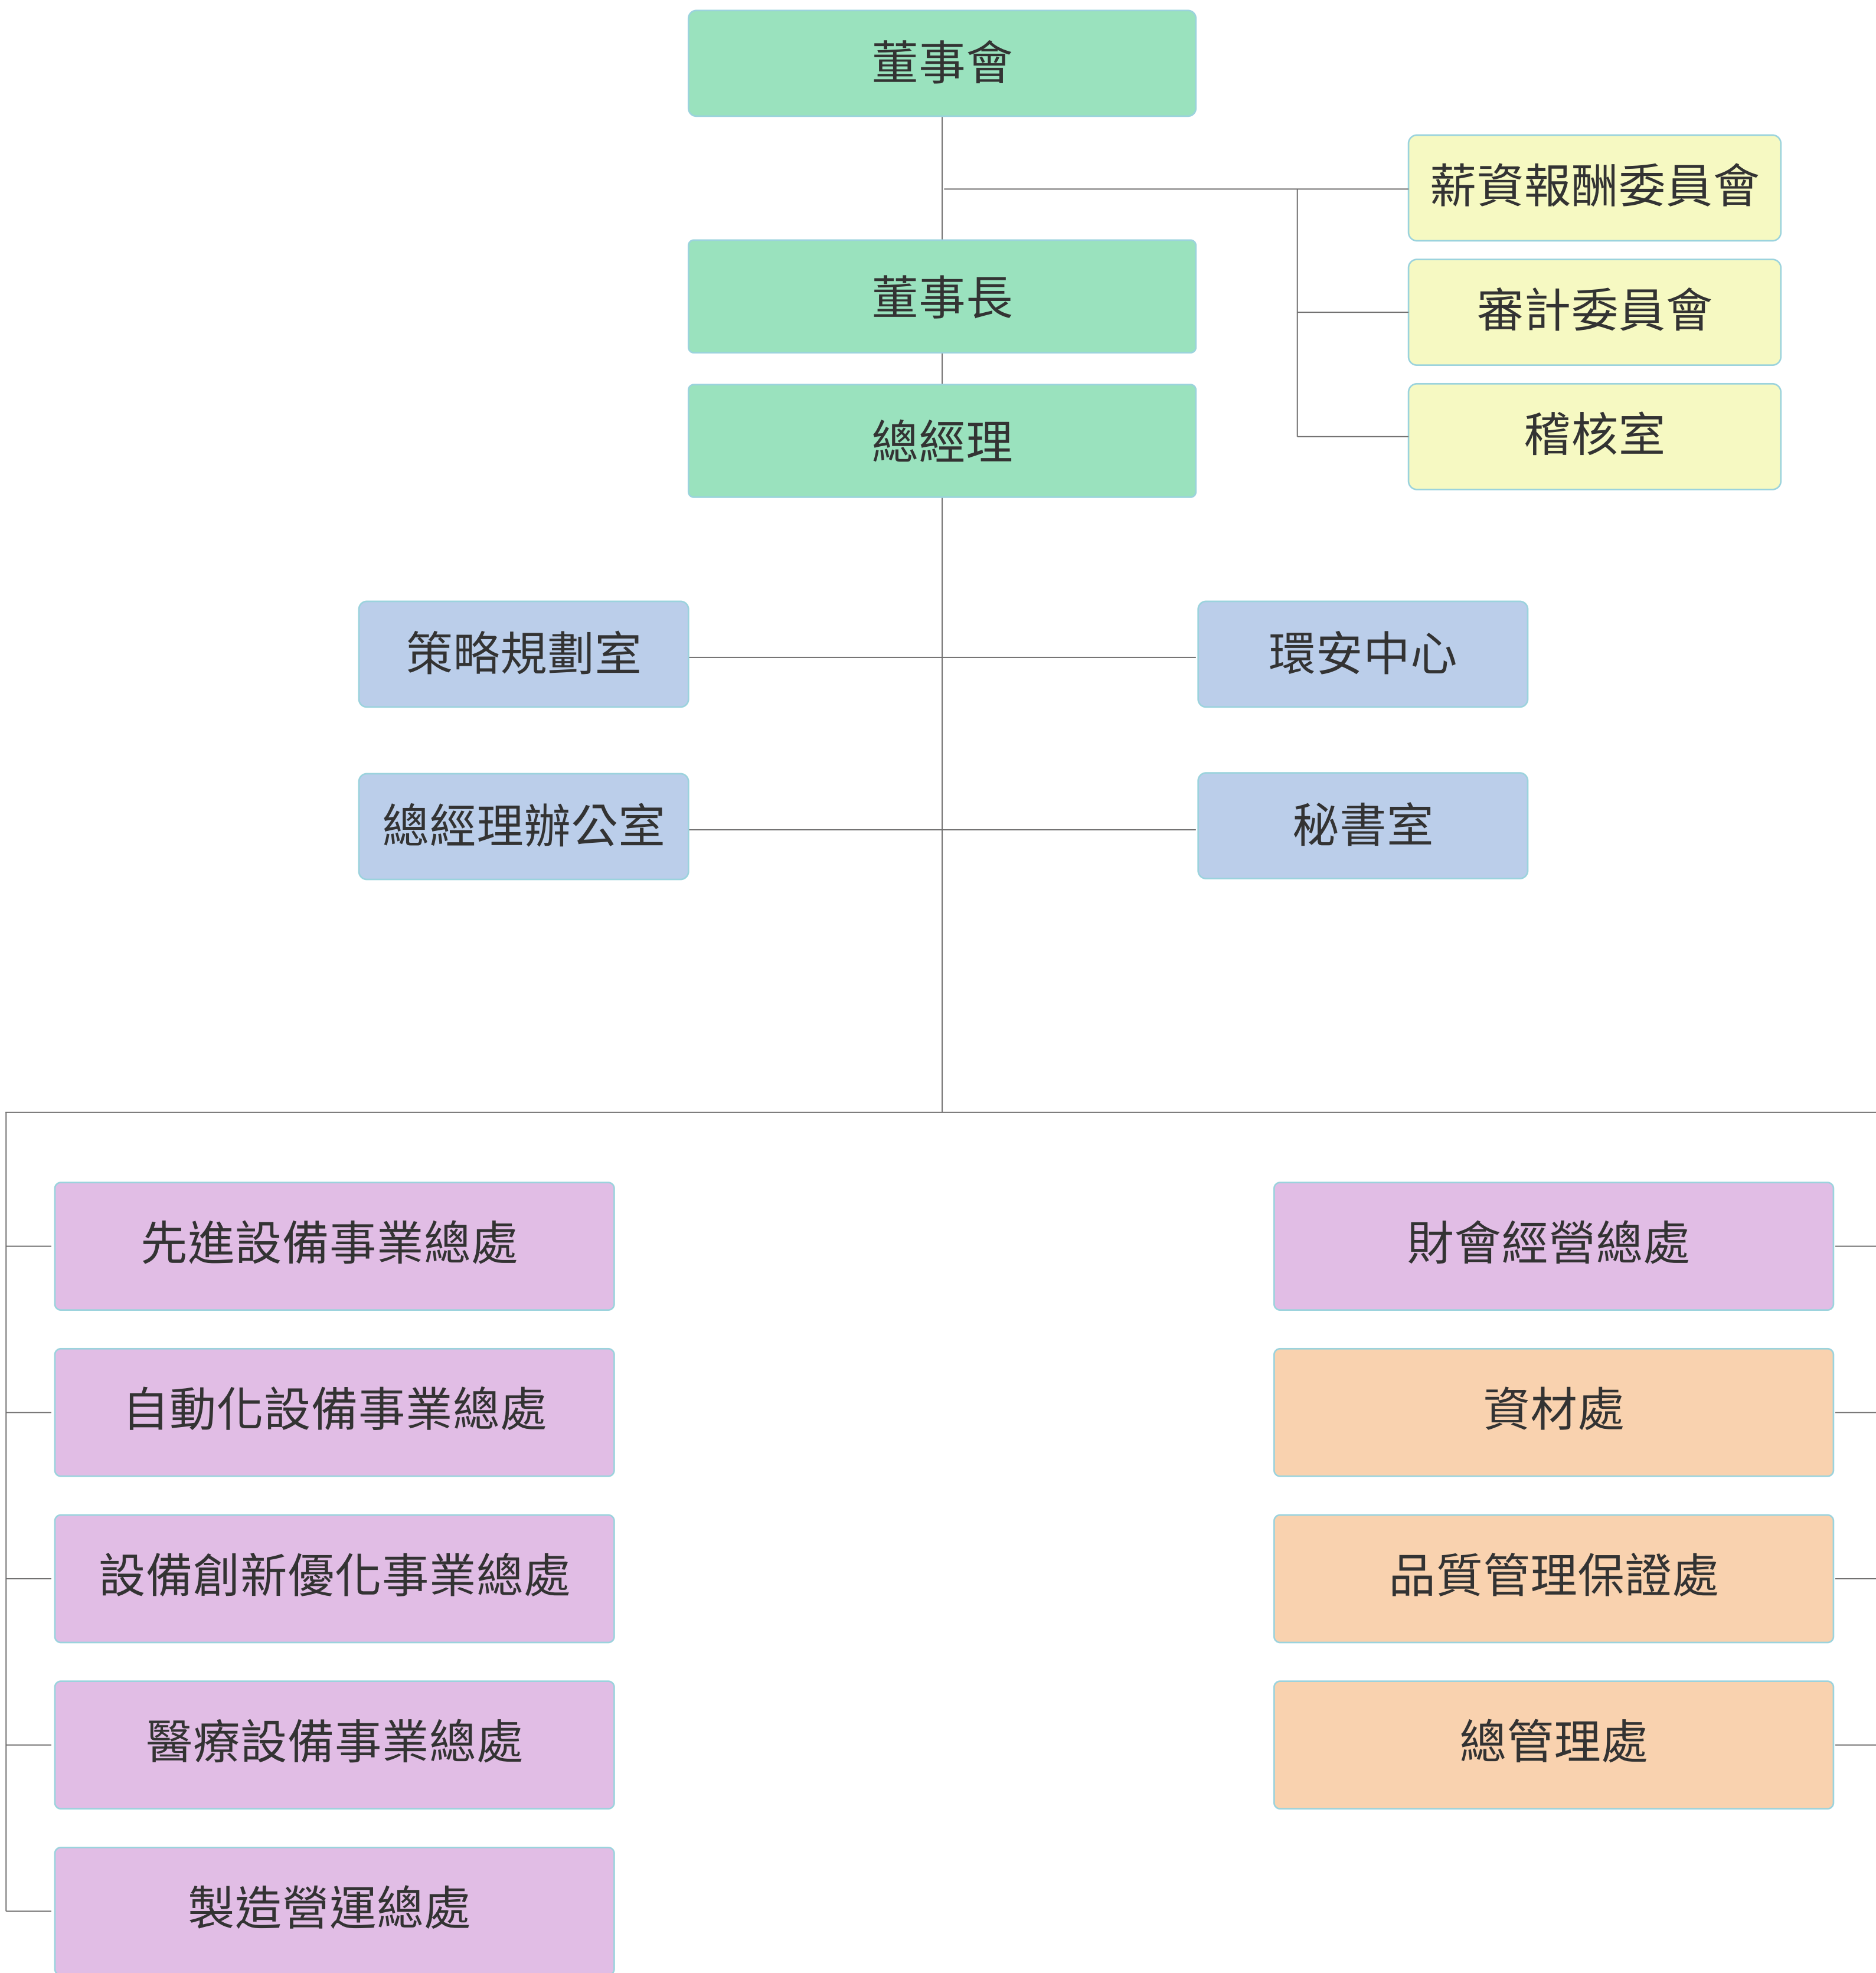 董事會
薪資報酬委員會
董事長
審計委員會
總經理
稽核室
策略規劃室
環安中心
總經理辦公室
秘書室
先進設備事業總處
財會經營總處
自動化設備事業總處
資材處
設備創新優化事業總處
品質管理保證處
醫療設備事業總處
總管理處
製造營運總處